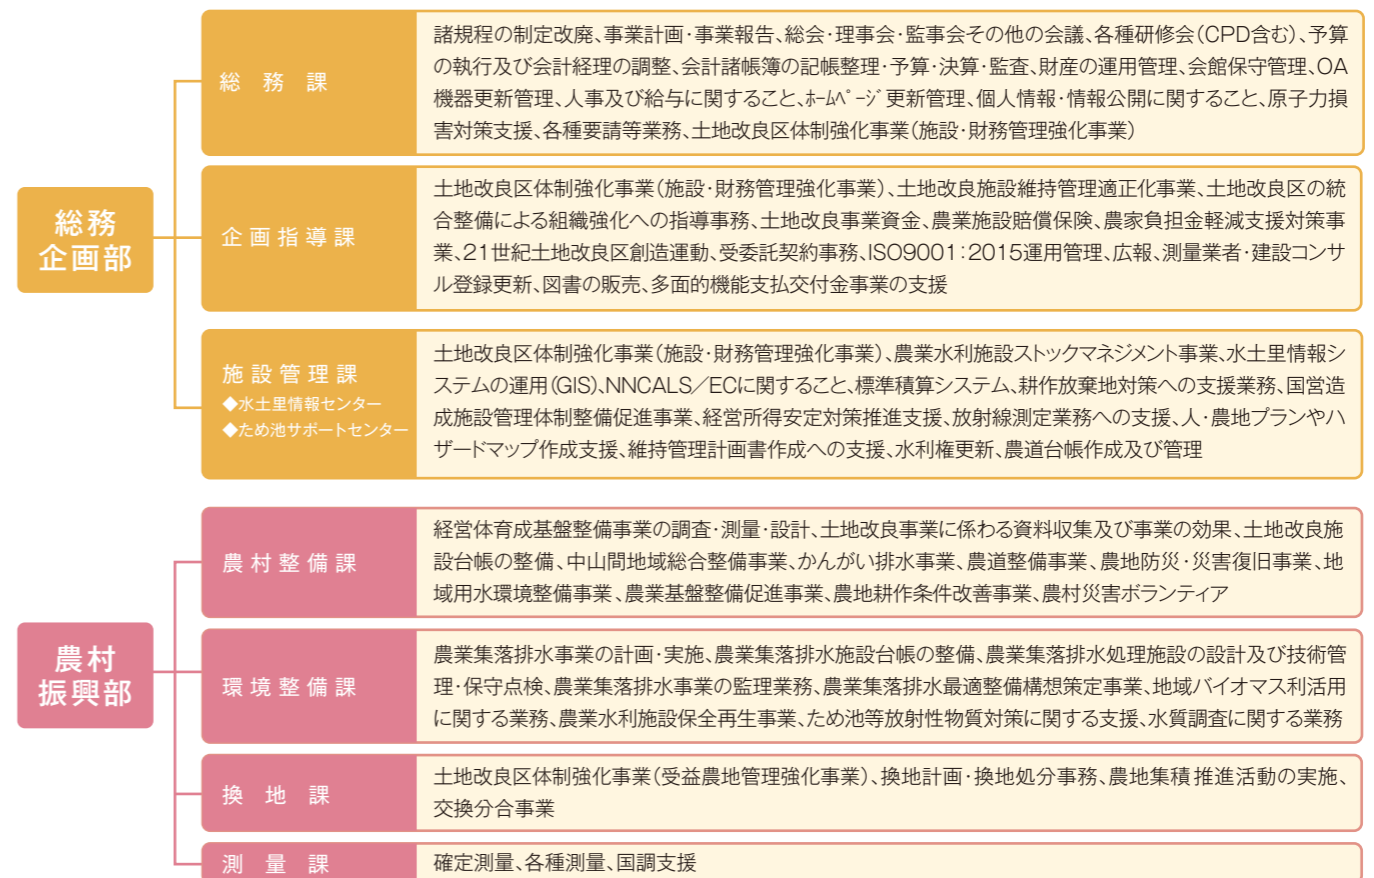 総務
企画部
総務課
諸規程の制定改廃、事業計画・事業報告、総会・理事会・監事会その他の会議、各種研修会（CPD含む）、予算
の執行及び会計経理の調整、会計諸帳簿の記帳整理・予算・決算・監査、財産の運用管理、会館保守管理、OA
機器更新管理、人事及び給与に関すること、ﾎｰﾑﾍﾟｰｼﾞ更新管理、個人情報・情報公開に関すること、原子力損
害対策支援、各種要請等業務、土地改良区体制強化事業（施設・財務管理強化事業）
企画指導課
土地改良区体制強化事業（施設・財務管理強化事業）、土地改良施設維持管理適正化事業、土地改良区の統
合整備による組織強化への指導事務、土地改良事業資金、農業施設賠償保険、農家負担金軽減支援対策事
業、21世紀土地改良区創造運動、受委託契約事務、ISO9001：2015運用管理、広報、測量業者・建設コンサ
ル登録更新、図書の販売、多面的機能支払交付金事業の支援
施設管理課
◆水土里情報センター
◆ため池サポートセンター
土地改良区体制強化事業（施設・財務管理強化事業）、農業水利施設ストックマネジメント事業、水土里情報シ
ステムの運用（GIS）、NNCALS／ECに関すること、標準積算システム、耕作放棄地対策への支援業務、国営造
成施設管理体制整備促進事業、経営所得安定対策推進支援、放射線測定業務への支援、人・農地プランやハ
ザードマップ作成支援、維持管理計画書作成への支援、水利権更新、農道台帳作成及び管理
農村
振興部
農村整備課
経営体育成基盤整備事業の調査・測量・設計、土地改良事業に係わる資料収集及び事業の効果、土地改良施
設台帳の整備、中山間地域総合整備事業、かんがい排水事業、農道整備事業、農地防災・災害復旧事業、地
域用水環境整備事業、農業基盤整備促進事業、農地耕作条件改善事業、農村災害ボランティア
環境整備課
農業集落排水事業の計画・実施、農業集落排水施設台帳の整備、農業集落排水処理施設の設計及び技術管
理・保守点検、農業集落排水事業の監理業務、農業集落排水最適整備構想策定事業、地域バイオマス利活用
に関する業務、農業水利施設保全再生事業、ため池等放射性物質対策に関する支援、水質調査に関する業務
換地課
土地改良区体制強化事業（受益農地管理強化事業）、換地計画・換地処分事務、農地集積推進活動の実施、
交換分合事業
測量課
確定測量、各種測量、国調支援